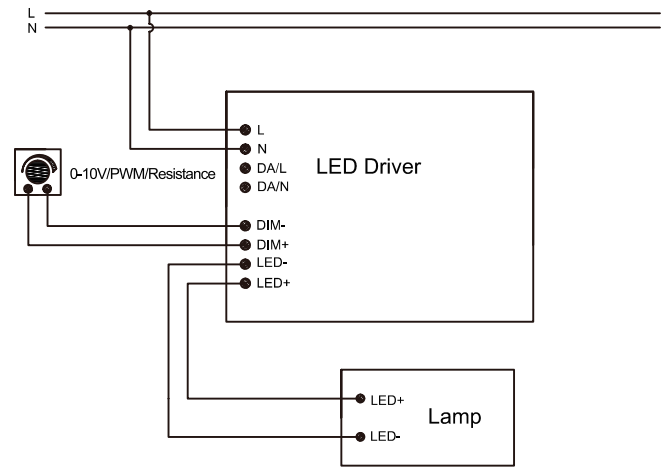 L
N
L
N
DA/L
DA/N
LED Driver
0-10V/PWM/Resistance
DIM-
DIM+
LED-
LED+
LED+
LED-
Lamp